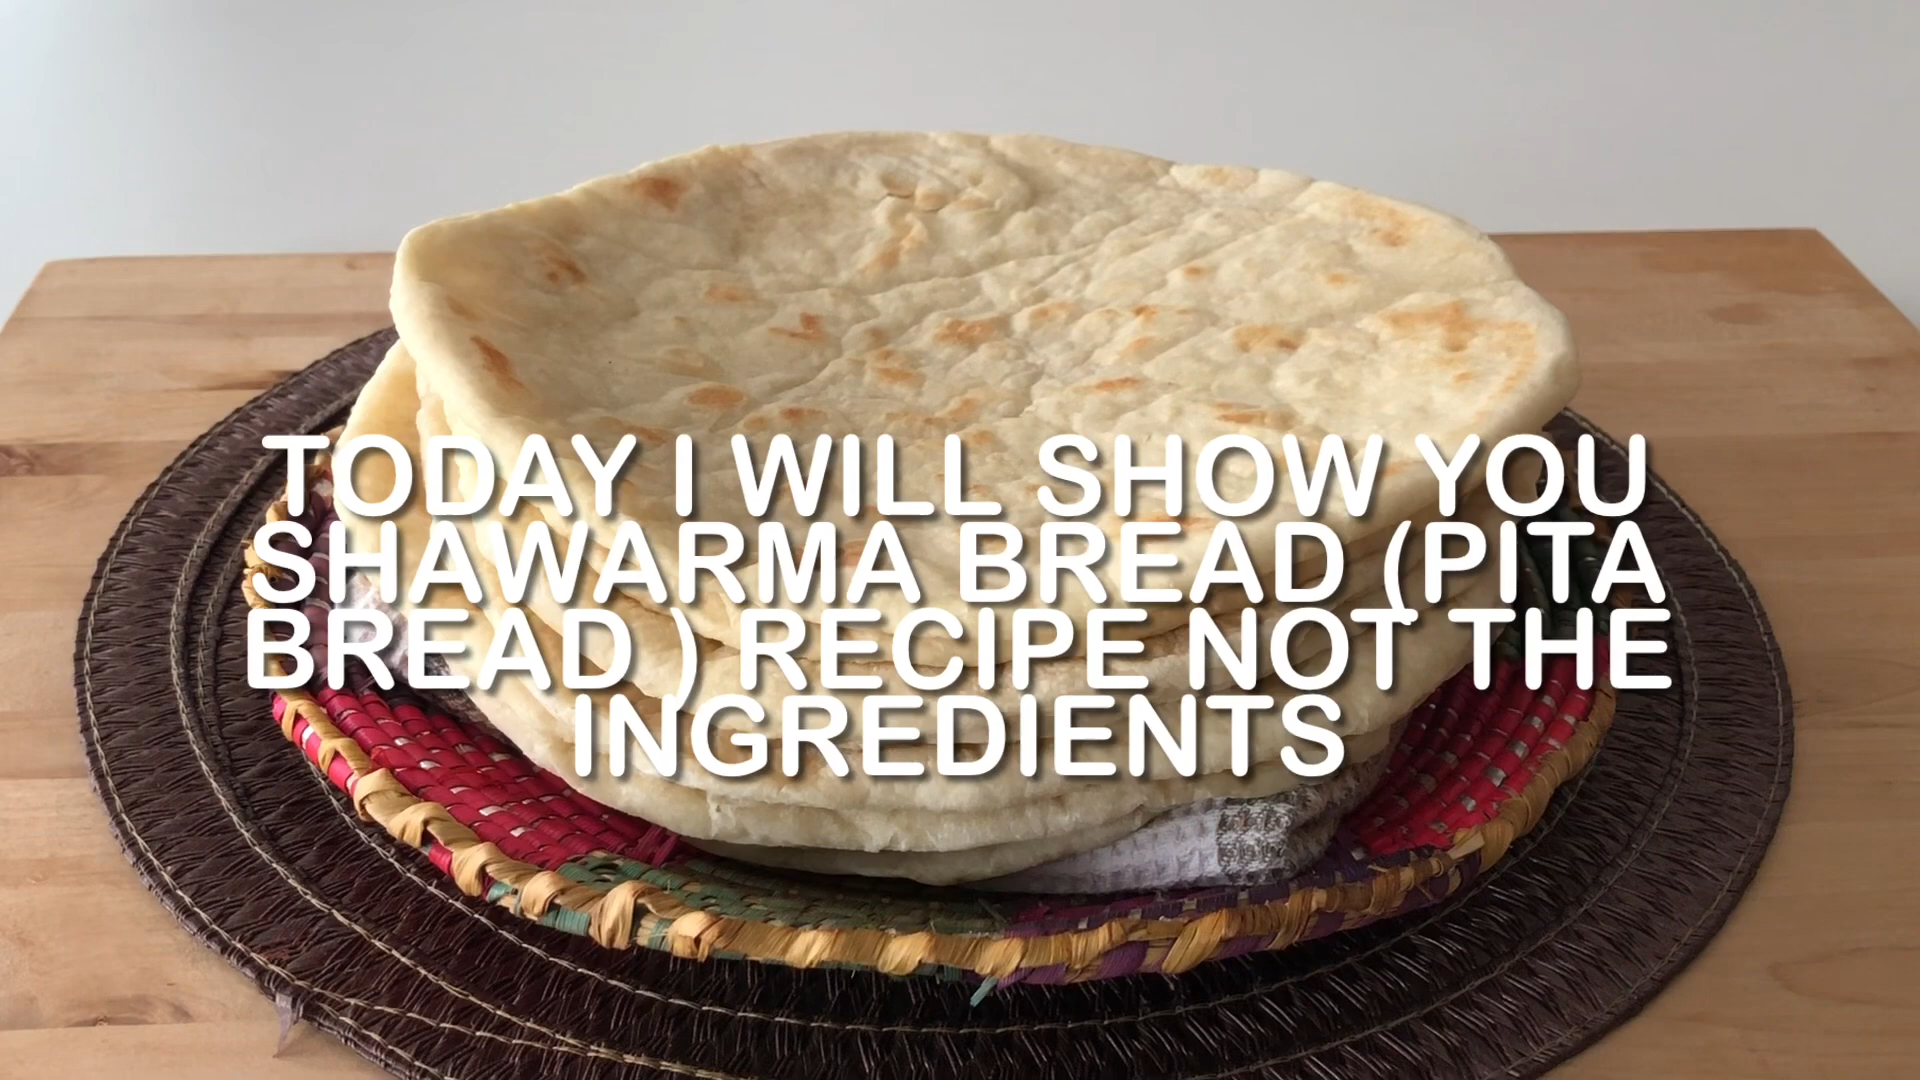 TODAY I WILL SHOW YOU
SHAWARMA BREAD (PITA
BREAD ) RECIPE NOT THE
INGREDIENTS